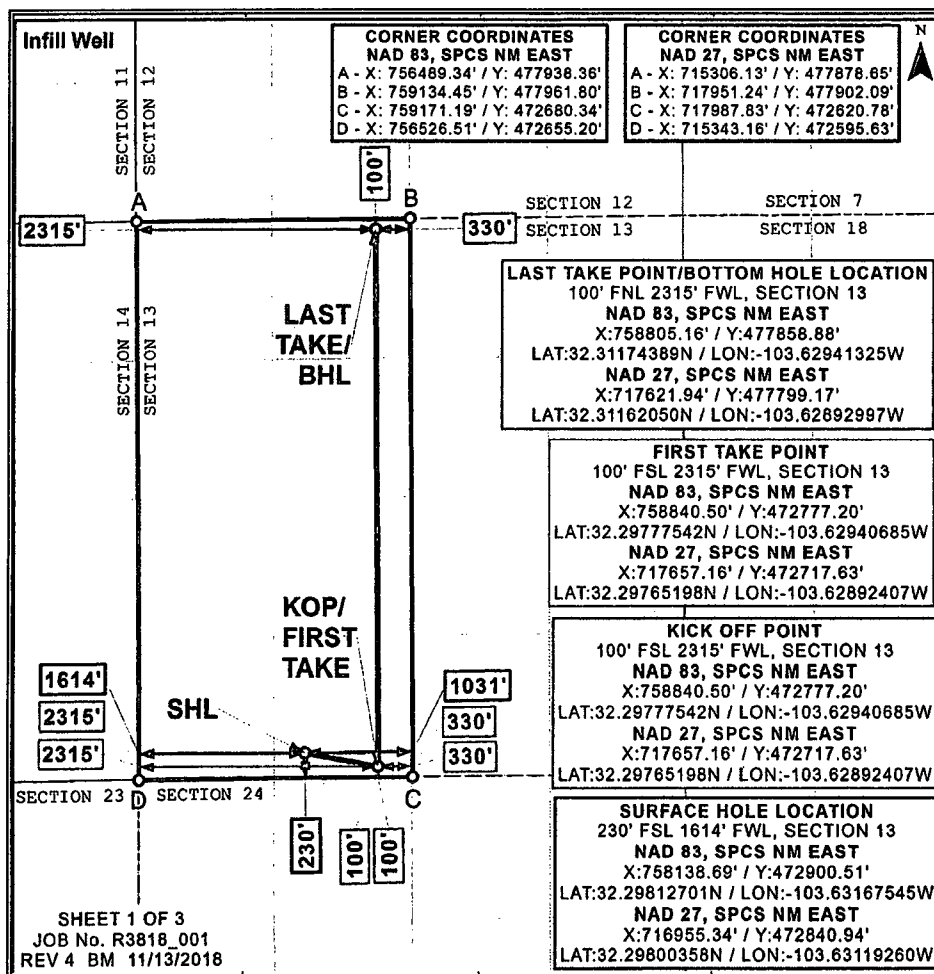 Infill Well
SECTION 11
SECTION 12
CORNER COORDINATES
NAD 83, SPCS NM EAST
A - X: 756489.34' / Y: 477938.36'
B - X: 759134.45' / Y: 477961.80'
C - X: 759171.19' / Y: 472680.34'
D - X: 756526.51' / Y: 472655.20'
CORNER COORDINATES
NAD 27, SPCS NM EAST
A - X: 715306.13' / Y: 477878.65'
B - X: 717951.24' / Y: 477902.09'
C - X: 717987.83' / Y: 472620.78'
D - X: 715343.16' / Y: 472595.63'
N
100'
A
B
SECTION 12
SECTION 7
2315'
330'
SECTION 13
SECTION 18
LAST
TAKE/
BHL
SECTION 14
SECTION 13
LAST TAKE POINT/BOTTOM HOLE LOCATION
100' FNL 2315' FWL, SECTION 13
NAD 83, SPCS NM EAST
X:758805.16' / Y:477858.88'
LAT:32.31174389N / LON:-103.62941325W
NAD 27, SPCS NM EAST
X:717621.94' / Y:477799.17'
LAT:32.31162050N / LON:-103.62892997W
FIRST TAKE POINT
100' FSL 2315' FWL, SECTION 13
NAD 83, SPCS NM EAST
X:758840.50' / Y:472777.20'
LAT:32.29777542N / LON:-103.62940685W
NAD 27, SPCS NM EAST
X:717657.16' / Y:472717.63'
LAT:32.29765198N / LON:-103.62892407W
KOP/
FIRST
TAKE
KICK OFF POINT
100' FSL 2315' FWL, SECTION 13
NAD 83, SPCS NM EAST
X:758840.50' / Y:472777.20'
LAT:32.29777542N / LON:-103.62940685W
NAD 27, SPCS NM EAST
X:717657.16' / Y:472717.63'
LAT:32.29765198N / LON:-103.62892407W
1614'
2315'
2315'
SHL
1031'
330'
330'
SECTION 23
D
SECTION 24
C
230'
100'
100'
SURFACE HOLE LOCATION
230' FSL 1614' FWL, SECTION 13
NAD 83, SPCS NM EAST
X:758138.69' / Y:472900.51'
LAT:32.29812701N / LON:-103.63167545W
NAD 27, SPCS NM EAST
X:716955.34' / Y:472840.94'
LAT:32.29800358N / LON:-103.63119260W
SHEET 1 OF 3
JOB No. R3818_001
REV 4 BM 11/13/2018